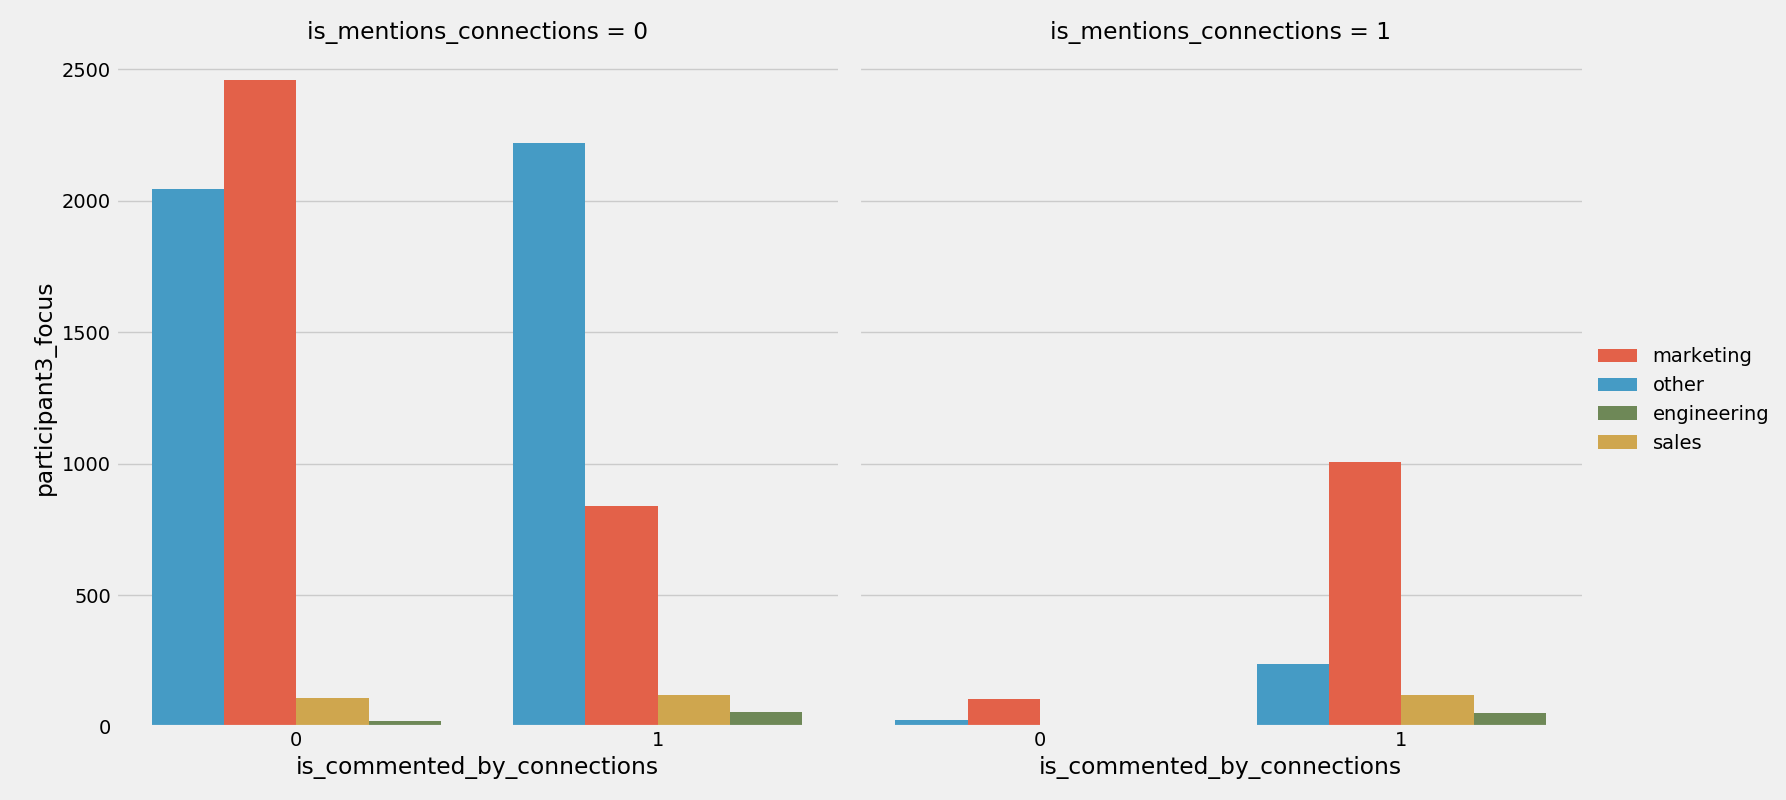 is_mentions_connections = 0
is_mentions_connections = 1
participant3_focus
2500
2000
1500
1000
500
0
0
1
0
1
is_commented_by_connections
is_commented_by_connections
marketing
other
engineering
sales